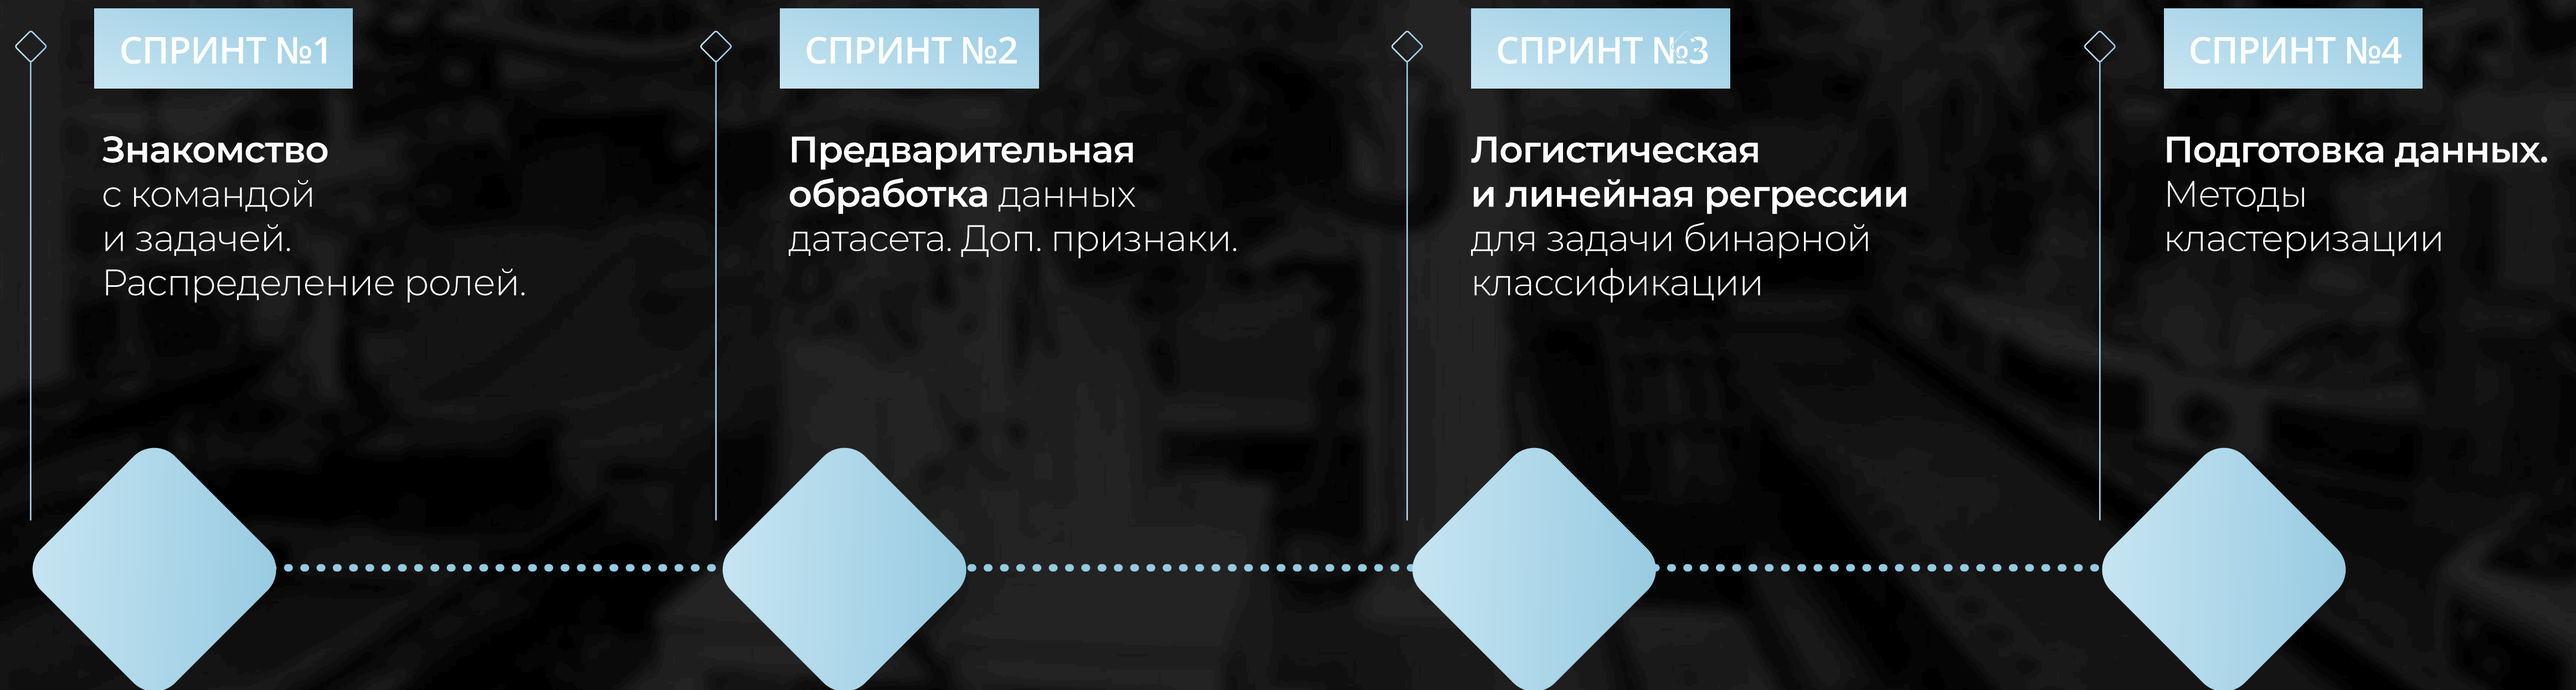 СПРИНТ №1
Знакомство
с командой
и задачей.
Распределение ролей.
СПРИНТ №2
Предварительная
обработка данных
датасета. Доп. признаки.
СПРИНТ №3
Логистическая
и линейная регрессии
для задачи бинарной
классификации
СПРИНТ №4
Подготовка данных.
Методы
кластеризации